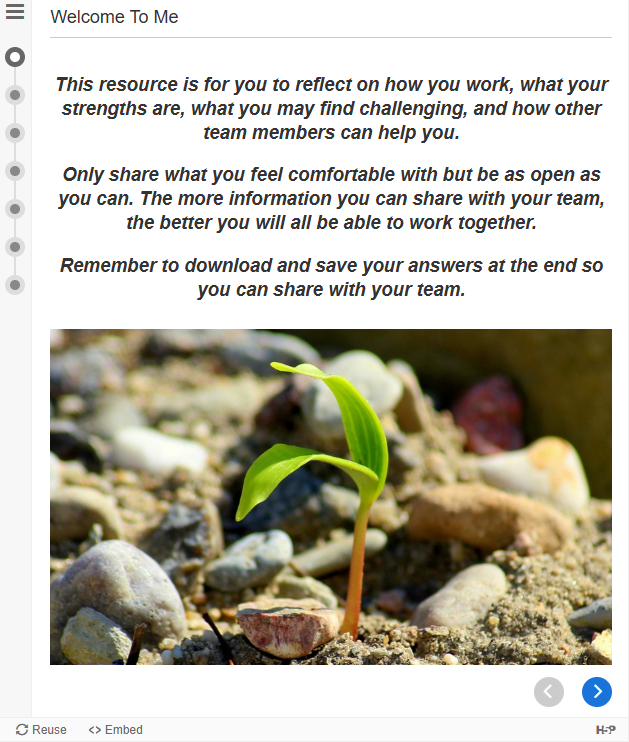 Welcome To Me
This resource is for you to reflect on how you work, what your
strengths are, what you may find challenging, and how other
team members can help you.
Only share what you feel comfortable with but be as open as
you can. The more information you can share with your team,
the better you will all be able to work together.
Remember to download and save your answers at the end so
you can share with your team.
Reuse
<> Embed
H5P